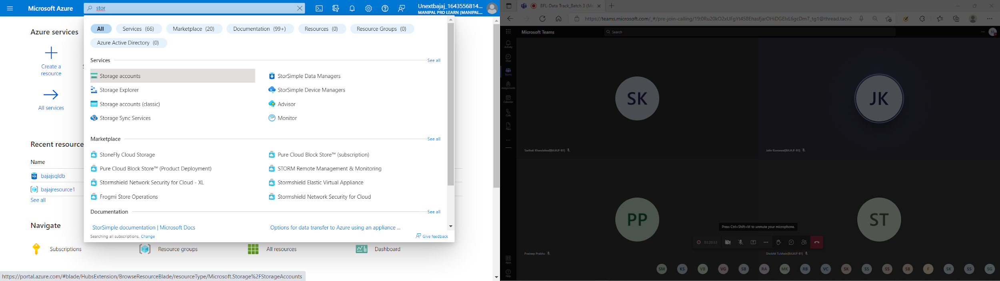 Microsoft Azure
stor
Unextbajaj_1643556814...
MANIPAL PRO LEARN (MANIPAL...
All
Services (66)
Marketplace (20)
Documentation (99+)
Resources (0)
Resource Groups (0)
Azure Active Directory (0)
Azure services
Create a
resource
All services
Services
See all
Storage accounts
StorSimple Data Managers
Storage Explorer
StorSimple Device Managers
Storage accounts (classic)
Advisor
Storage Sync Services
Monitor
Marketplace
See all
StoneFly Cloud Storage
Pure Cloud Block Store™ (subscription)
Pure Cloud Block Store™ (Product Deployment)
STORM Remote Management & Monitoring
Stormshield Network Security for Cloud - XL
Stormshield Elastic Virtual Appliance
Frogmi Store Operations
Stormshield Network Security for Cloud
Documentation
See all
StorSimple documentation | Microsoft Docs
Options for data transfer to Azure using an appliance ...
Searching all subscriptions. Change
Give feedback
Recent resource
Name
SQL bajajsqldb
bajajresource1
See all
Navigate
Subscriptions
Resource groups
All resources
Dashboard
https://portal.azure.com/#blade/HubsExtension/BrowseResourceBlade/resourceType/Microsoft.Storage%2FStorageAccounts
BFL-Data Track_Batch 3 (Me
https://teams.microsoft.com/_#/pre-join-calling/19:0Ru20kO2xUFgYt458EhasfjarOHiDGElxL6gcDm7_tg1@thread.tacv2
Microsoft Teams
Search
SS
Activity
Chat
Teams
Assignments
Calendar
Calls
Files
Apps
Help
SK
JK
Sarthak Khandelwal[BAJAJF-B1]
Jatin Kumawat[BAJAJF-B1]
PP
ST
Press Ctrl+Shift+M to unmute your microphone.
03:20:53
Pradeep Prabhu
Shobhit Tulshain[BAJAJF-B1]
SM KS VB VG SB RA MK RB VC SK SS SS SB F SK SS SG